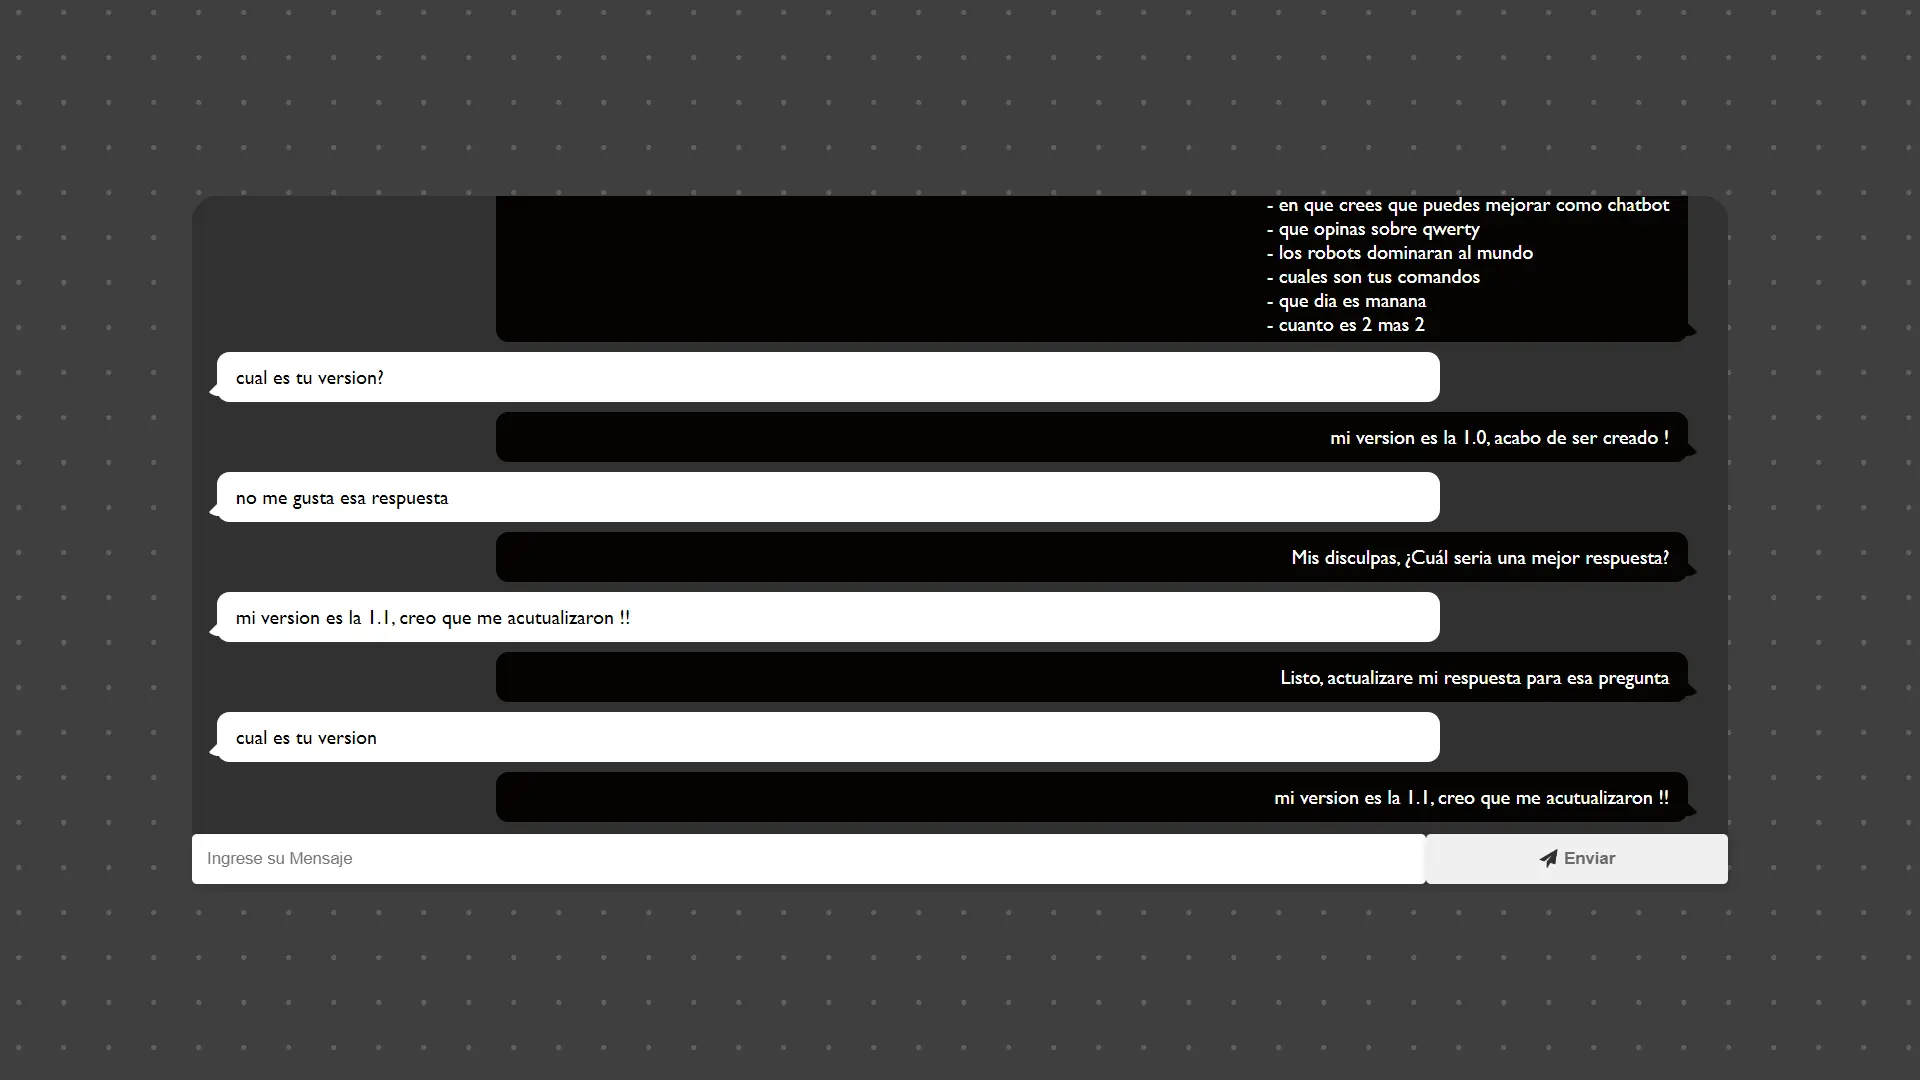 - en que crees que puedes mejorar como chatbot
- que opinas sobre qwerty
- los robots dominaran al mundo
- cuales son tus comandos
- que dia es manana
- cuanto es 2 mas 2
cual es tu version?
mi version es la 1.0, acabo de ser creado !
no me gusta esa respuesta
Mis disculpas, ¿Cuál seria una mejor respuesta?
mi version es la 1.1, creo que me acutualizaron !!
Listo, actualizare mi respuesta para esa pregunta
cual es tu version
mi version es la 1.1, creo que me acutualizaron !!
Ingrese su Mensaje
Enviar